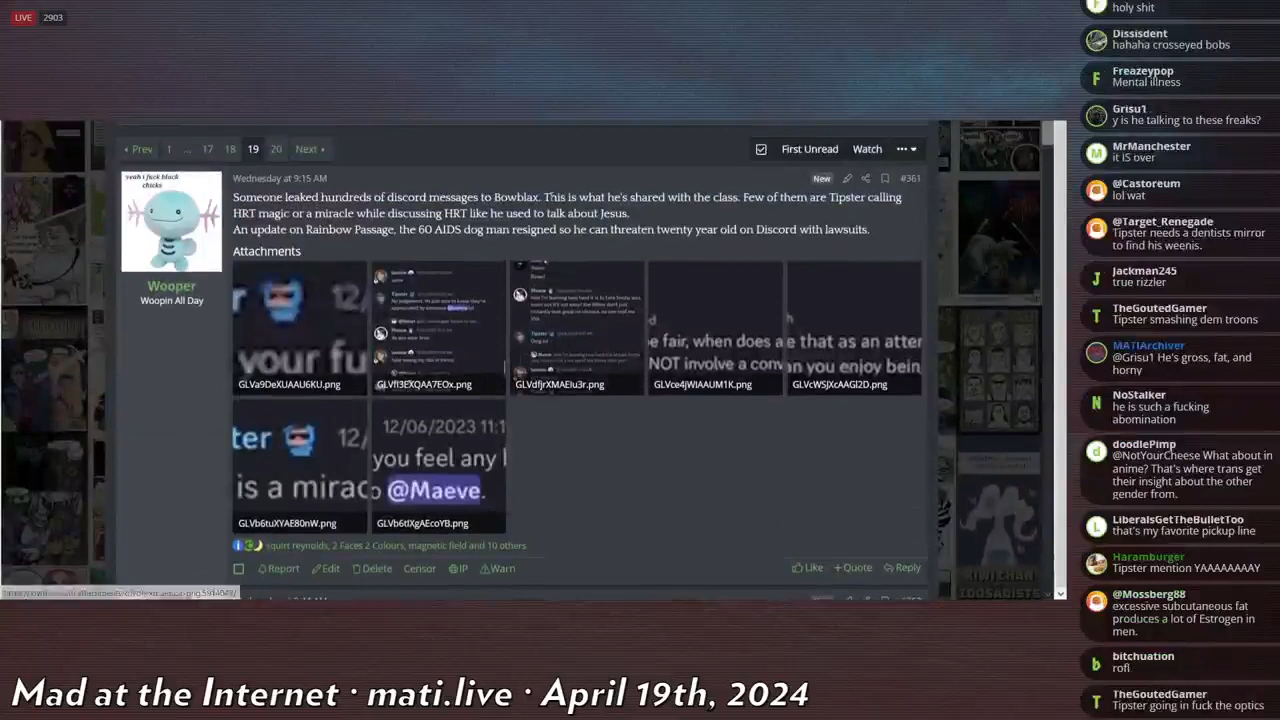 LIVE 2903
‹ Prev 1 ... 17 18 19 20 Next ›
First Unread Watch •••
yeah i fuck black
chicks
Wooper
Woopin All Day
Wednesday at 9:15 AM
New #361
Someone leaked hundreds of discord messages to Bowblax. This is what he's shared with the class. Few of them are Tipster calling
HRT magic or a miracle while discussing HRT like he used to talk about Jesus.
An update on Rainbow Passage, the 60 AIDS dog man resigned so he can threaten twenty year old on Discord with lawsuits.
Attachments
your fu
GLVa9DeXUAAU6KU.png
GLVfl3EXQAA7EOx.png
GLVdfjrXMAEIu3r.png
e fair, when does a
NOT involve a conv
GLVce4jWIAAUM1K.png
e that as an atter
n you enjoy bein
GLVcWSJXcAAGI2D.png
ter 12/
is a mirac
GLVb6tuXYAE80nW.png
12/06/2023 11:1
you feel any
@Maeve.
GLVb6tIXgAEcoYB.png
squirt reynolds, 2 Faces 2 Colours, magnetic field and 10 others
Report Edit Delete Censor IP Warn
Like +Quote Reply
KIWI CHAN
ZOOSADISTS
holy shit
Dissisdent
hahaha crosseyed bobs
Freazeypop
Mental illness
Grisu1
y is he talking to these freaks?
MrManchester
it iS over
@Castoreum
lol wat
@Target_Renegade
Tipster needs a dentists mirror
to find his weenis.
Jackman245
true rizzler
TheGoutedGamer
Tipster smashing dem troons
MATIArchiver
@Grisu1 He's gross, fat, and
horny
NoStalker
he is such a fucking
abomination
doodlePimp
@NotYourCheese What about in
anime? That's where trans get
their insight about the other
gender from.
LiberalsGetTheBulletToo
that's my favorite pickup line
Haramburger
Tipster mention YAAAAAAAAY
@Mossberg88
excessive subcutaneous fat
produces a lot of Estrogen in
men.
bitchuation
rofl
TheGoutedGamer
Tipster going in fuck the optics
Mad at the Internet · mati.live · April 19th, 2024